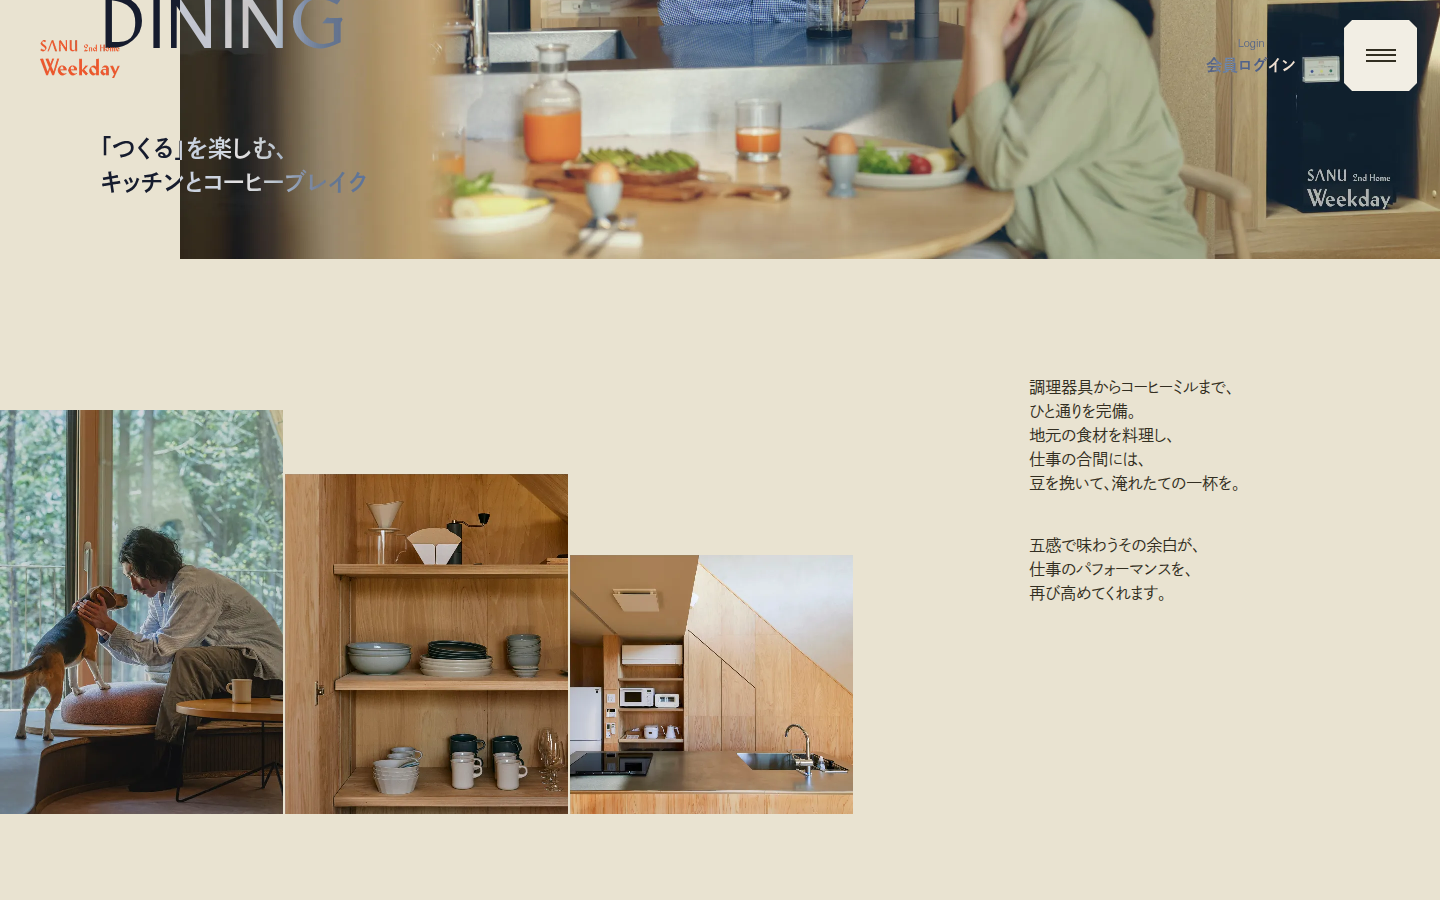 DINING
SANU 2nd Home
Weekday
Login
会員ログイン
「つくる」を楽しむ、
キッチンとコーヒーブレイク
SANU 2nd Home
Weekday
調理器具からコーヒーミルまで、
ひと通りを完備。
地元の食材を料理し、
仕事の合間には、
豆を挽いて、淹れたての一杯を。
五感で味わうその余白が、
仕事のパフォーマンスを、
再び高めてくれます。